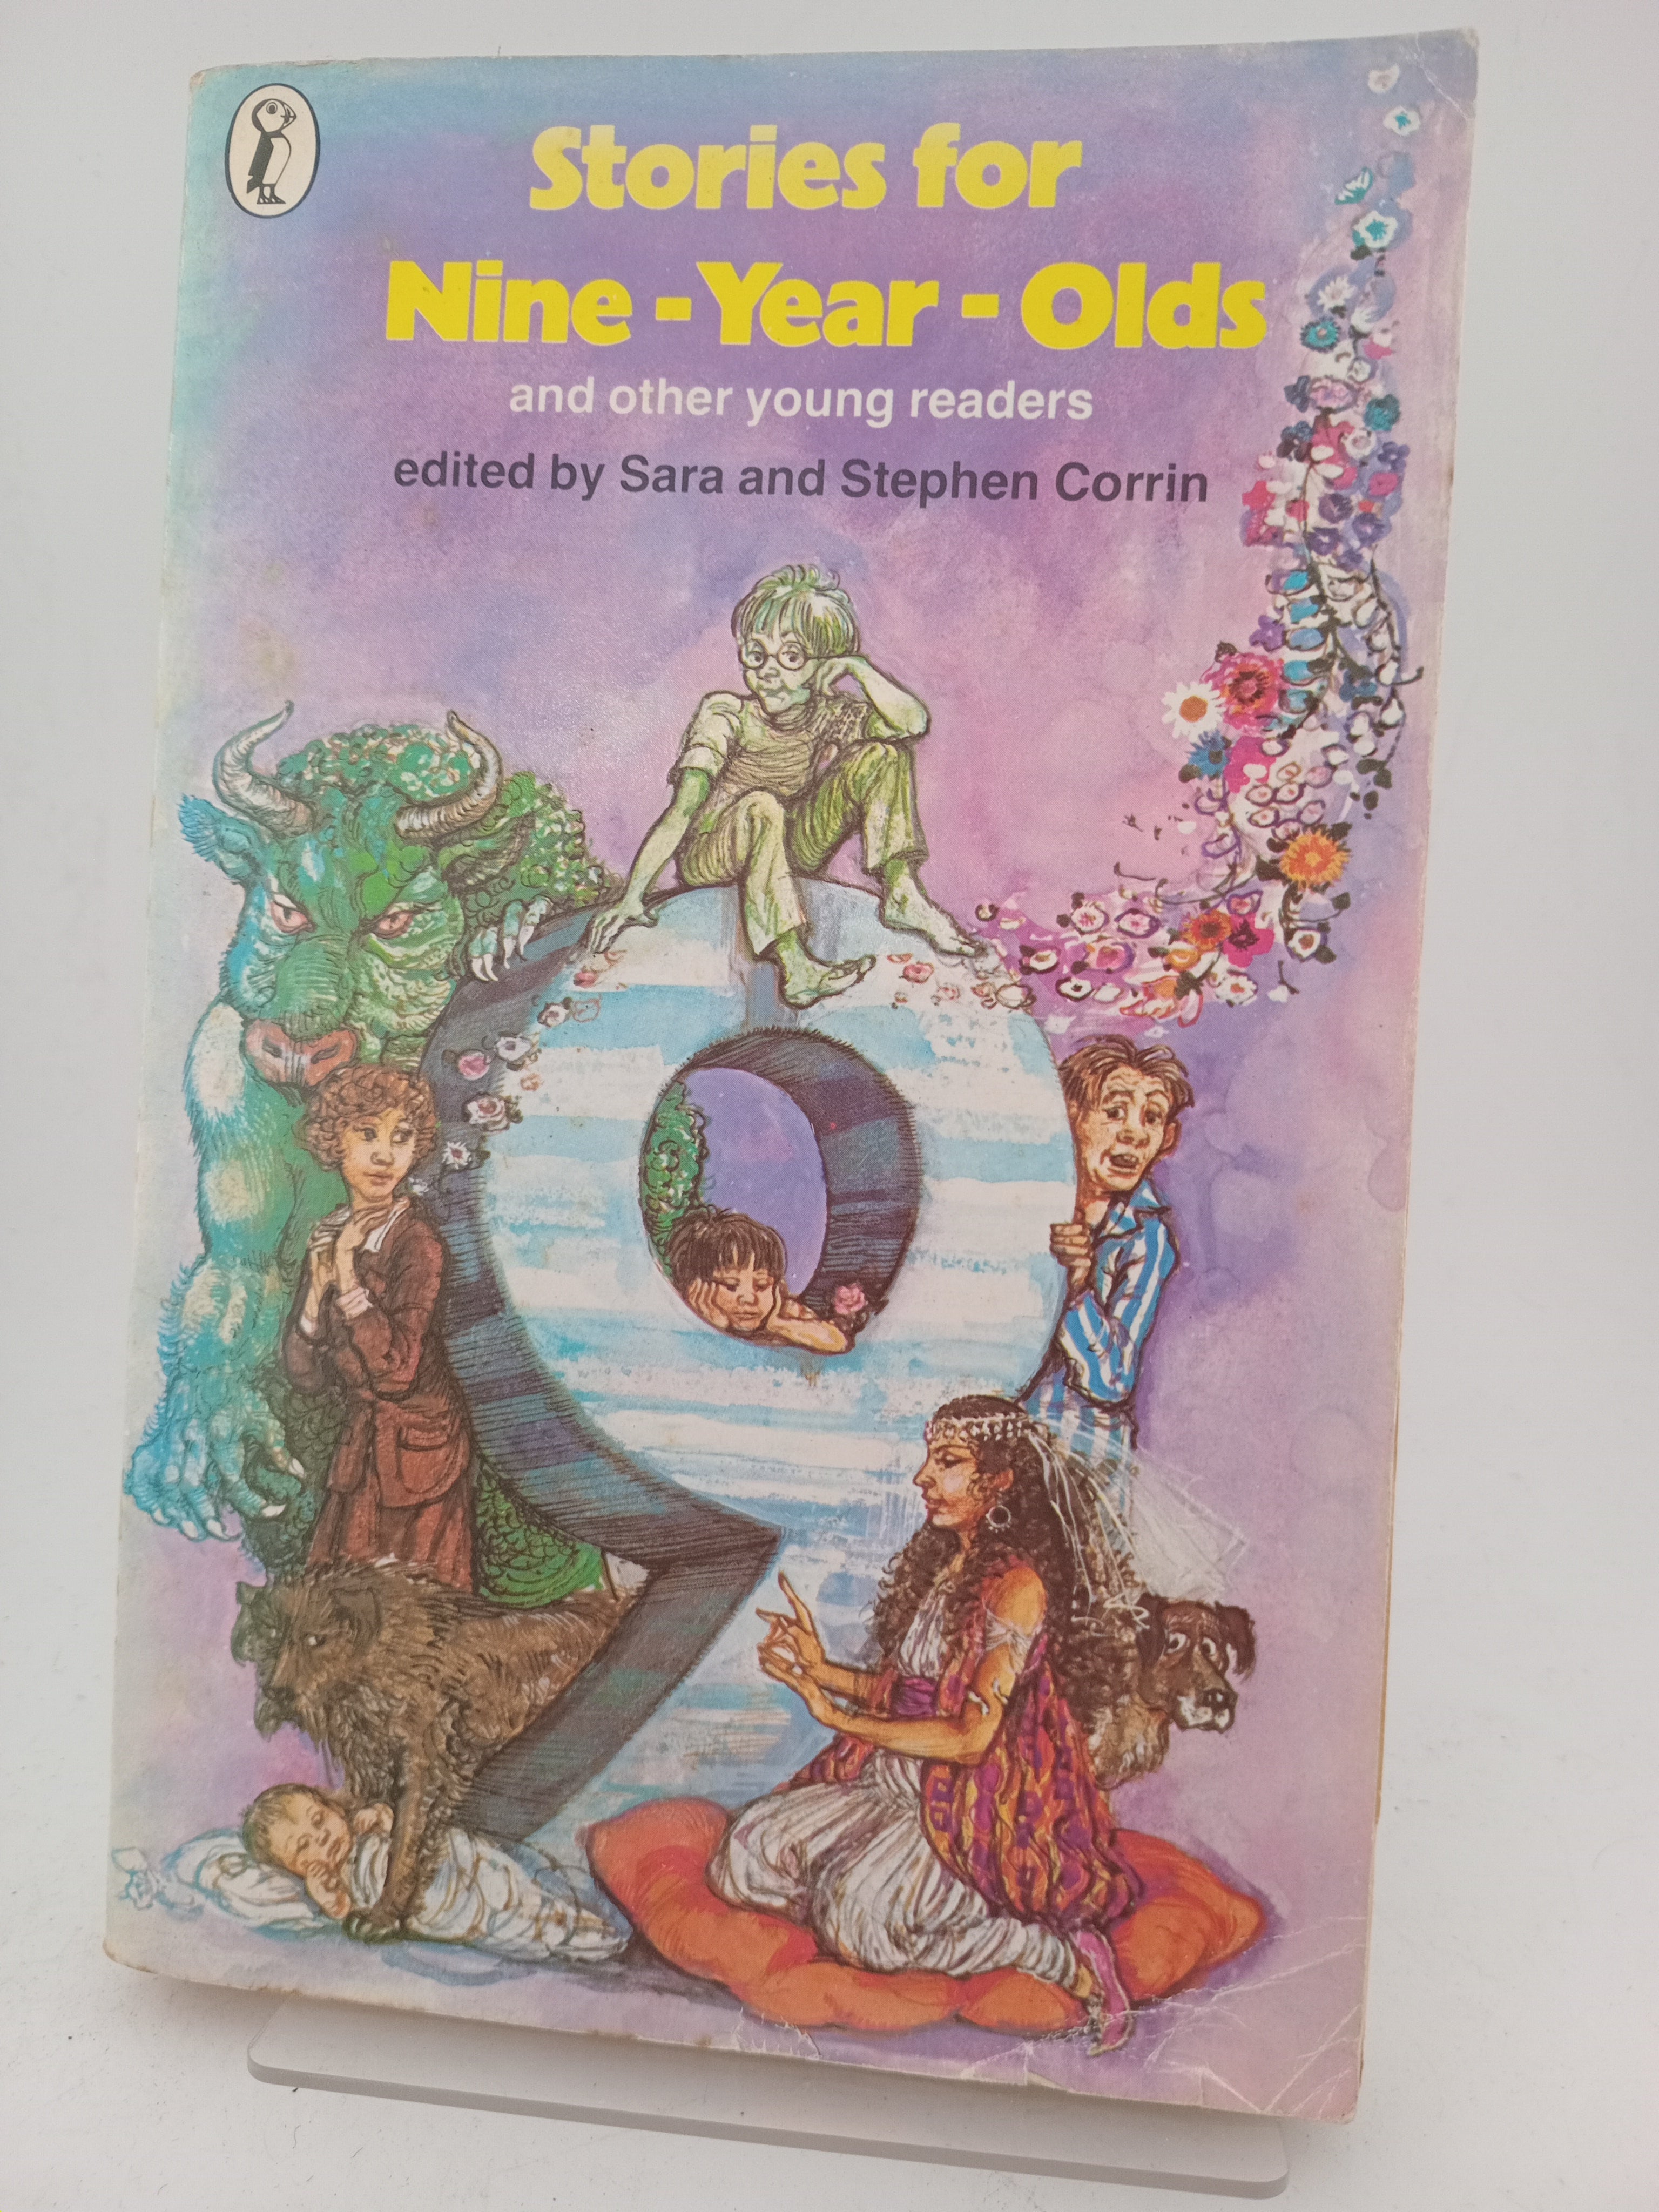 Stories for
Nine-Year-Olds
and other young readers
edited by Sara and Stephen Corrin